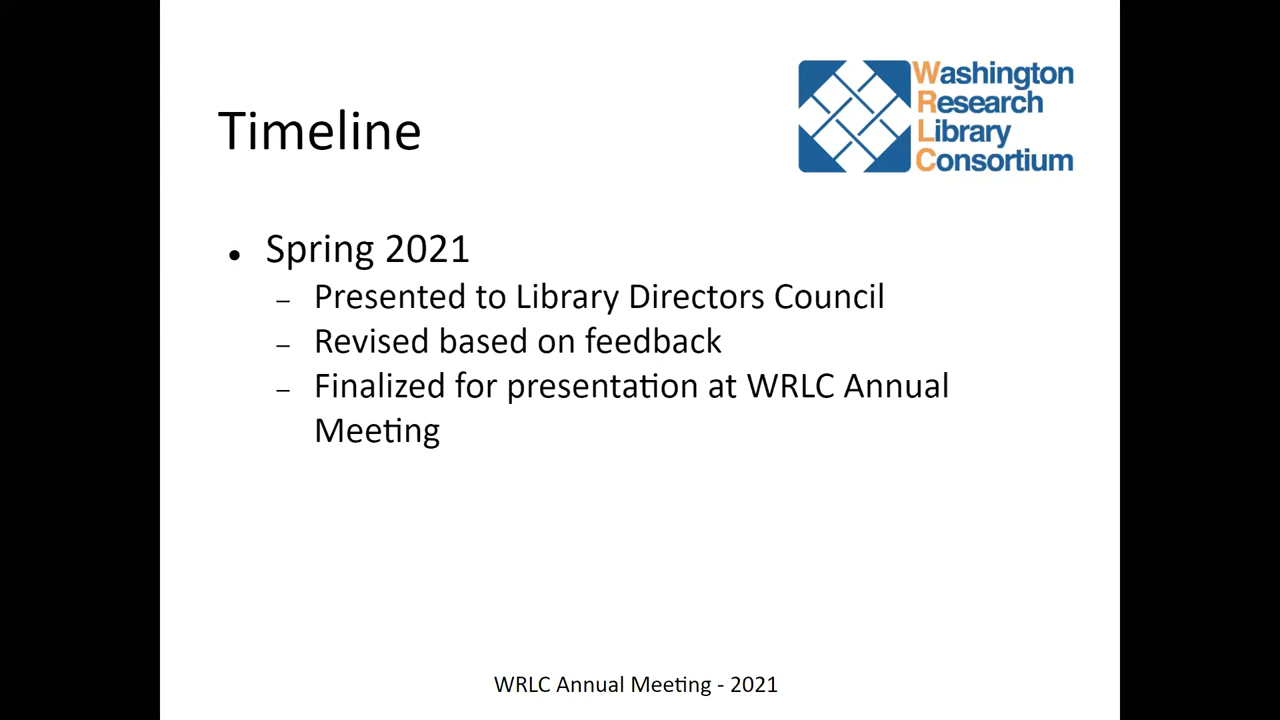 Washington
Research
Library
Consortium
Timeline
● Spring 2021
– Presented to Library Directors Council
– Revised based on feedback
– Finalized for presentation at WRLC Annual
Meeting
WRLC Annual Meeting - 2021